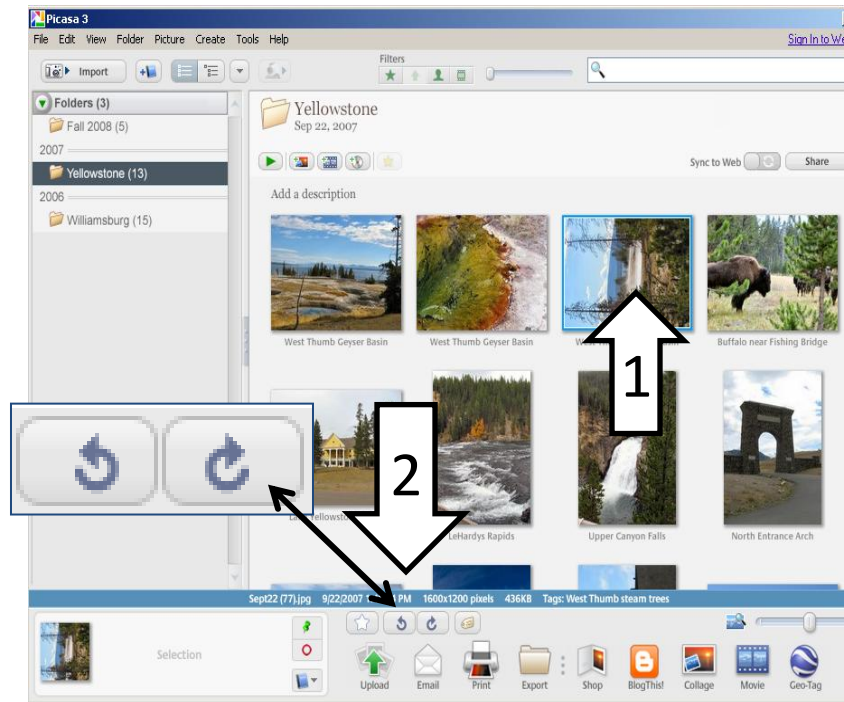 Picasa 3
File Edit View Folder Picture Create Tools Help
Sign In to We
Import
Filters
Folders (3)
Fall 2008 (5)
2007
Yellowstone (13)
2006
Williamsburg (15)
Yellowstone
Sep 22, 2007
Sync to Web
Share
Add a description
West Thumb Geyser Basin
West Thumb Geyser Basin
Buffalo near Fishing Bridge
1
2
LeHardys Rapids
Upper Canyon Falls
North Entrance Arch
Sept22 (77).jpg 9/22/2007 PM 1600x1200 pixels 436KB Tags: West Thumb steam trees
Selection
Upload Email Print Export Shop BlogThis! Collage Movie Geo-Tag